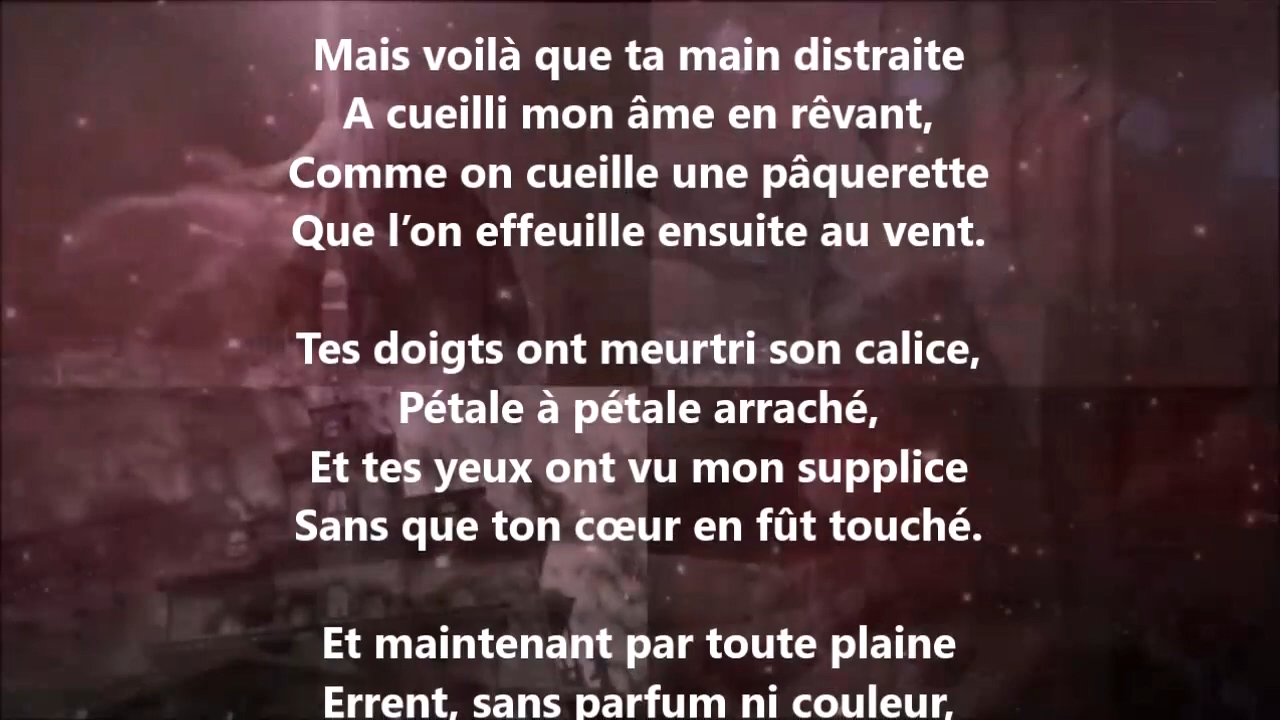 Mais voilà que ta main distraite
A cueilli mon âme en rêvant,
Comme on cueille une pâquerette
Que l’on effeuille ensuite au vent.
Tes doigts ont meurtri son calice,
Pétale à pétale arraché,
Et tes yeux ont vu mon supplice
Sans que ton cœur en fût touché.
Et maintenant par toute plaine
Errent, sans parfum ni couleur,